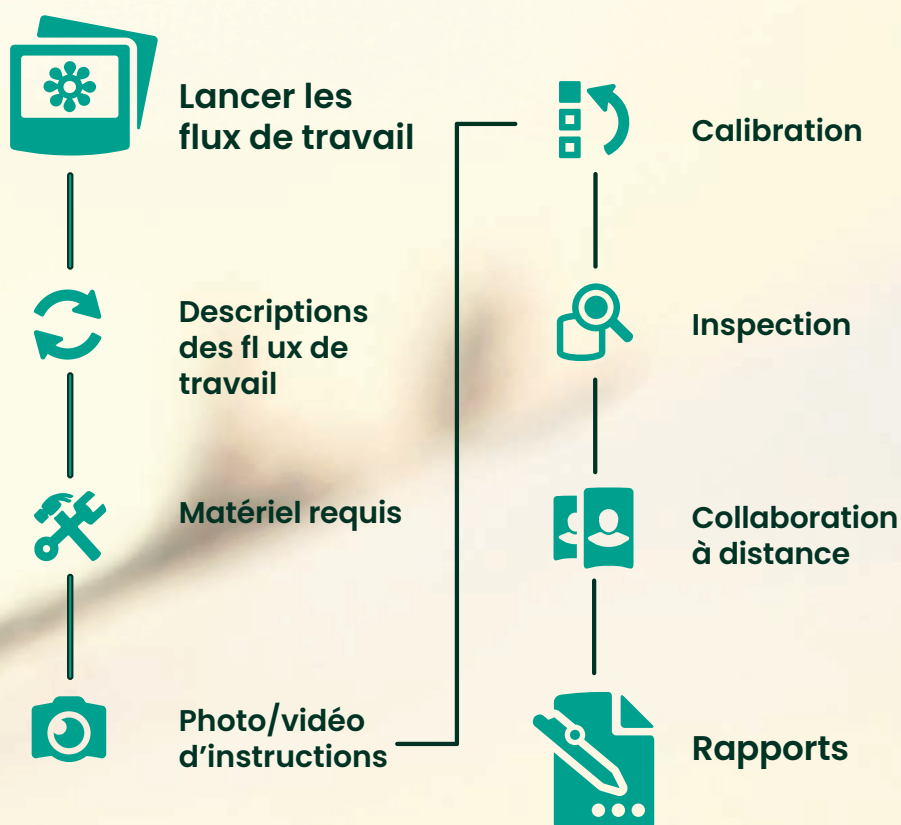 Lancer les
flux de travail
Descriptions
des fl ux de
travail
Matériel requis
Photo/vidéo
d’instructions
Calibration
Inspection
Collaboration
à distance
Rapports